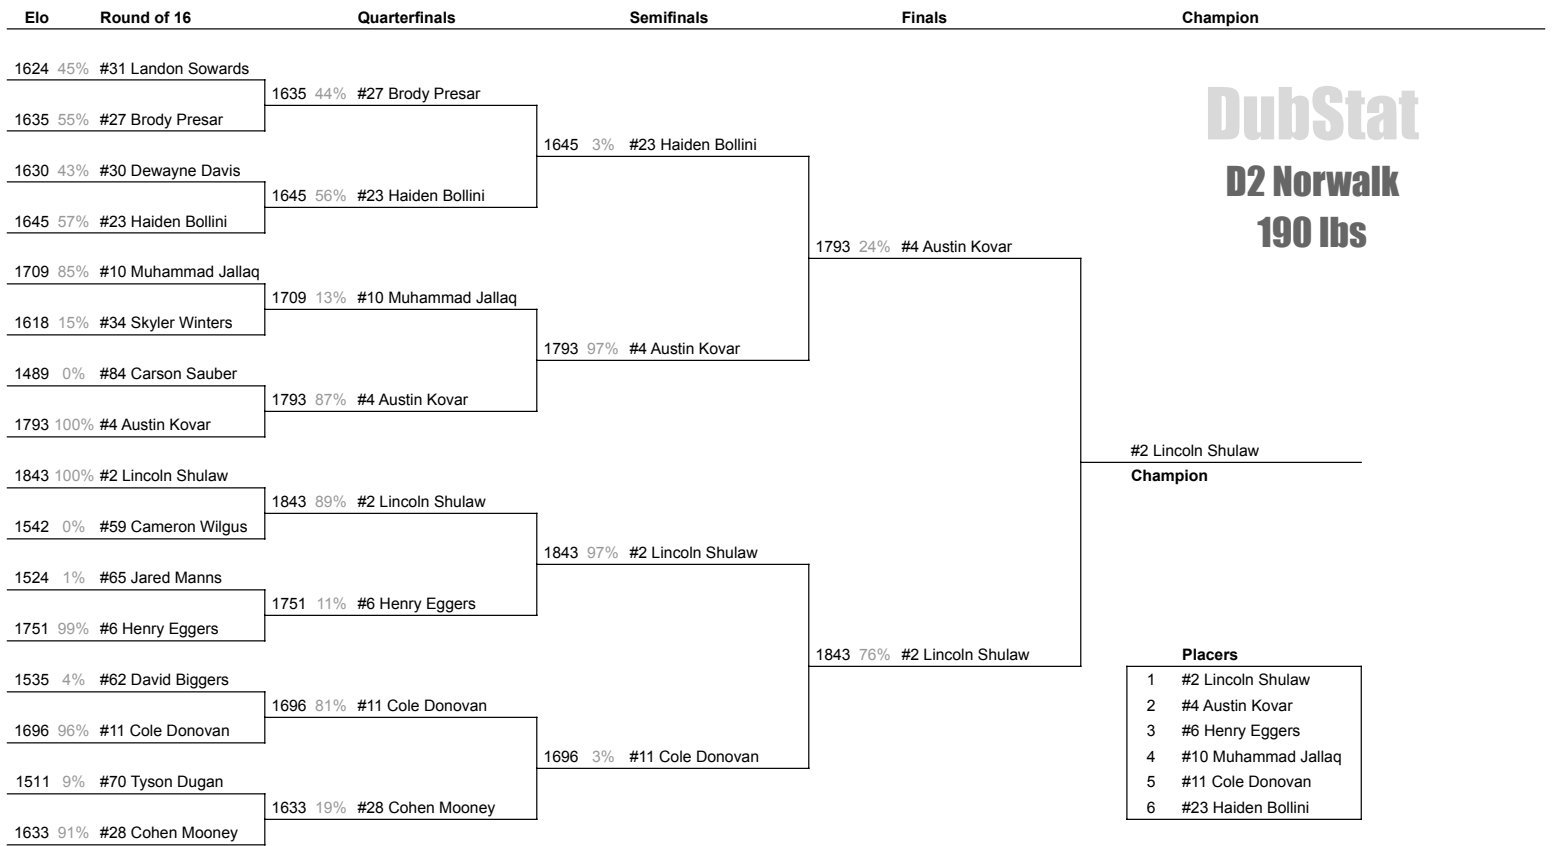 Elo Round of 16 Quarterfinals Semifinals Finals Champion
1624 45% #31 Landon Sowards
1635 44% #27 Brody Presar
1635 55% #27 Brody Presar
1645 3% #23 Haiden Bollini
1630 43% #30 Dewayne Davis
1645 56% #23 Haiden Bollini
1645 57% #23 Haiden Bollini
1793 24% #4 Austin Kovar
1709 85% #10 Muhammad Jallaq
1709 13% #10 Muhammad Jallaq
1618 15% #34 Skyler Winters
1793 97% #4 Austin Kovar
1489 0% #84 Carson Sauber
1793 87% #4 Austin Kovar
1793 100% #4 Austin Kovar
#2 Lincoln Shulaw
Champion
1843 100% #2 Lincoln Shulaw
1843 89% #2 Lincoln Shulaw
1542 0% #59 Cameron Wilgus
1843 97% #2 Lincoln Shulaw
1524 1% #65 Jared Manns
1751 11% #6 Henry Eggers
1751 99% #6 Henry Eggers
1843 76% #2 Lincoln Shulaw
1535 4% #62 David Biggers
1696 81% #11 Cole Donovan
1696 96% #11 Cole Donovan
1696 3% #11 Cole Donovan
1511 9% #70 Tyson Dugan
1633 19% #28 Cohen Mooney
1633 91% #28 Cohen Mooney
DubStat
D2 Norwalk
190 lbs
Placers
1 #2 Lincoln Shulaw
2 #4 Austin Kovar
3 #6 Henry Eggers
4 #10 Muhammad Jallaq
5 #11 Cole Donovan
6 #23 Haiden Bollini